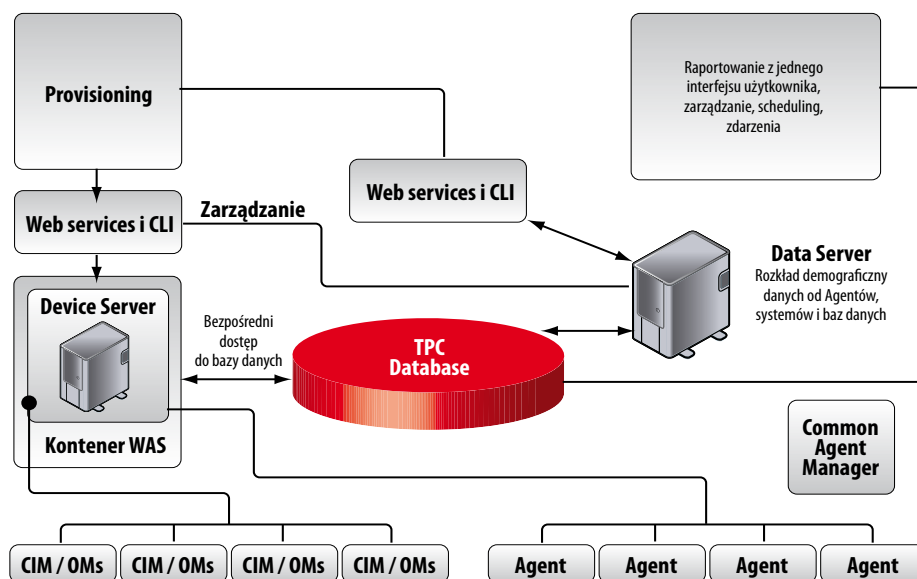 Provisioning
Raportowanie z jednego
interfejsu użytkownika,
zarządzanie, scheduling,
zdarzenia
Web services i CLI
Web services i CLI
Zarządzanie
Data Server
Rozkład demograficzny
danych od Agentów,
systemów i baz danych
Device Server
Kontener WAS
Bezpośredni
dostęp
do bazy danych
TPC
Database
Common
Agent
Manager
CIM / OMs
CIM / OMs
CIM / OMs
CIM / OMs
Agent
Agent
Agent
Agent